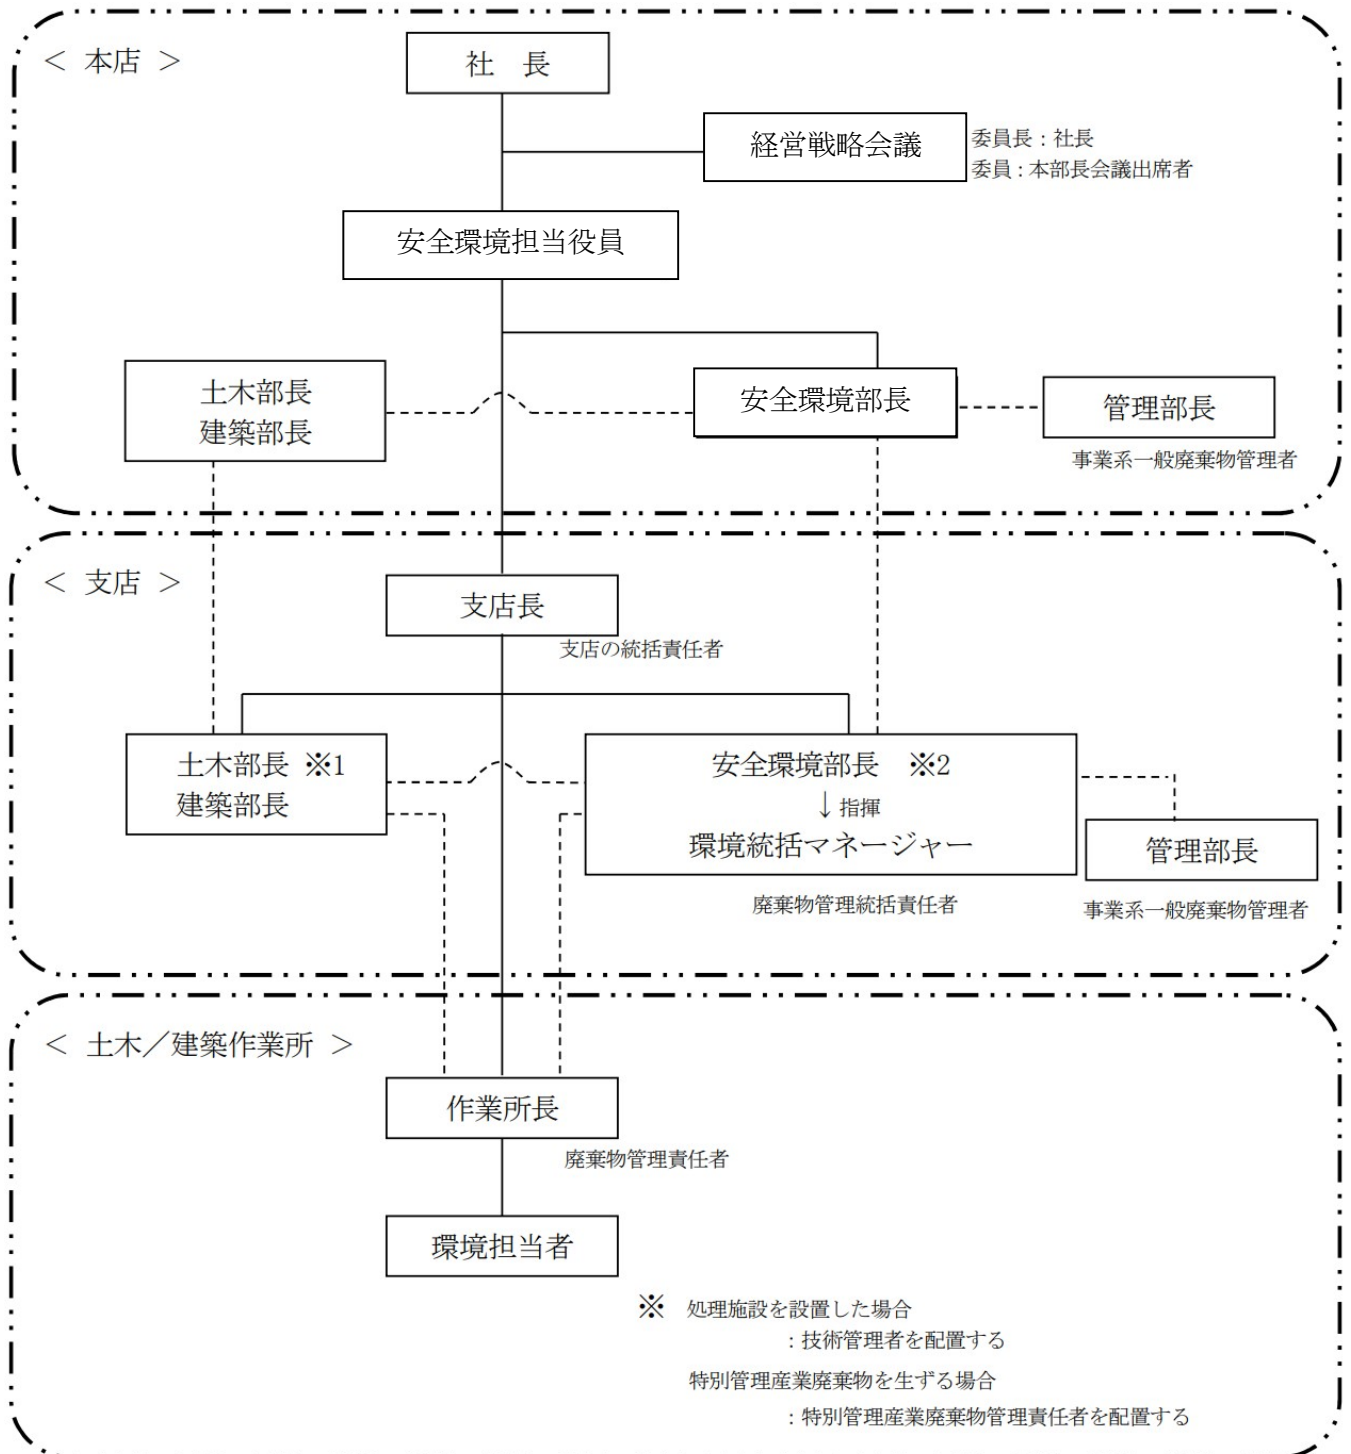 ＜ 本店 ＞
社　長
経営戦略会議
委員長：社長
委員：本部長会議出席者
安全環境担当役員
土木部長
建築部長
安全環境部長
管理部長
事業系一般廃棄物管理者
＜ 支店 ＞
支店長
支店の統括責任者
土木部長 ※1
建築部長
安全環境部長　※2
↓ 指揮
環境統括マネージャー
廃棄物管理統括責任者
管理部長
事業系一般廃棄物管理者
＜ 土木／建築作業所 ＞
作業所長
廃棄物管理責任者
環境担当者
※　処理施設を設置した場合
：技術管理者を配置する
特別管理産業廃棄物を生ずる場合
：特別管理産業廃棄物管理責任者を配置する